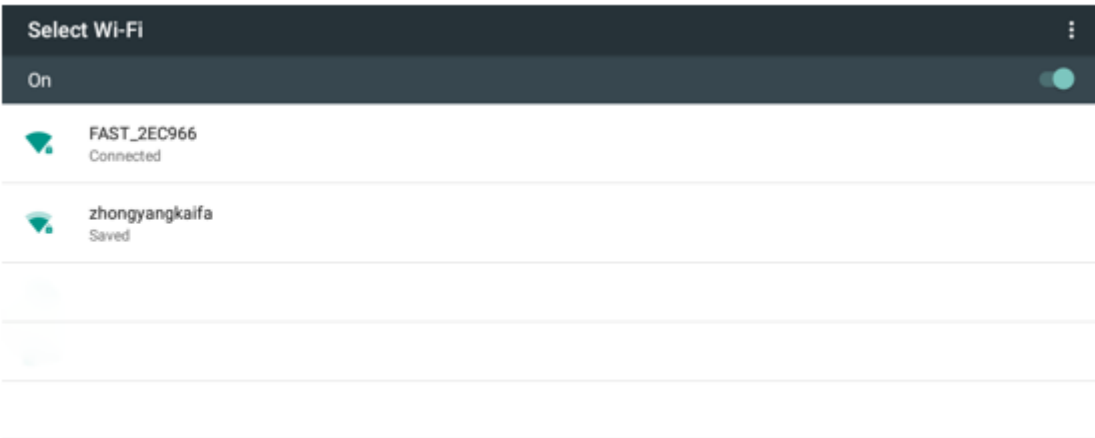 Select Wi-Fi
On
FAST_2EC966
Connected
zhongyangkaifa
Saved